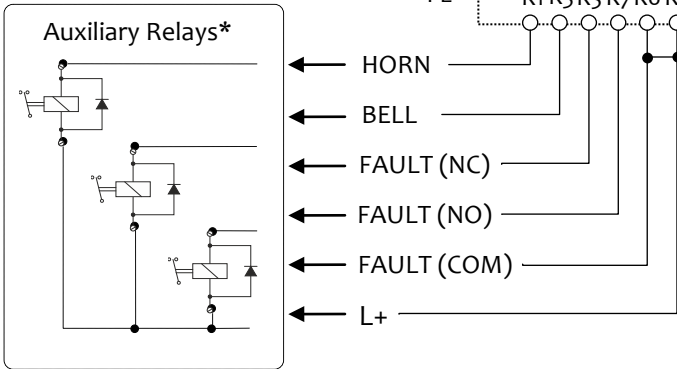 Auxiliary Relays*
HORN
BELL
FAULT (NC)
FAULT (NO)
FAULT (COM)
L+